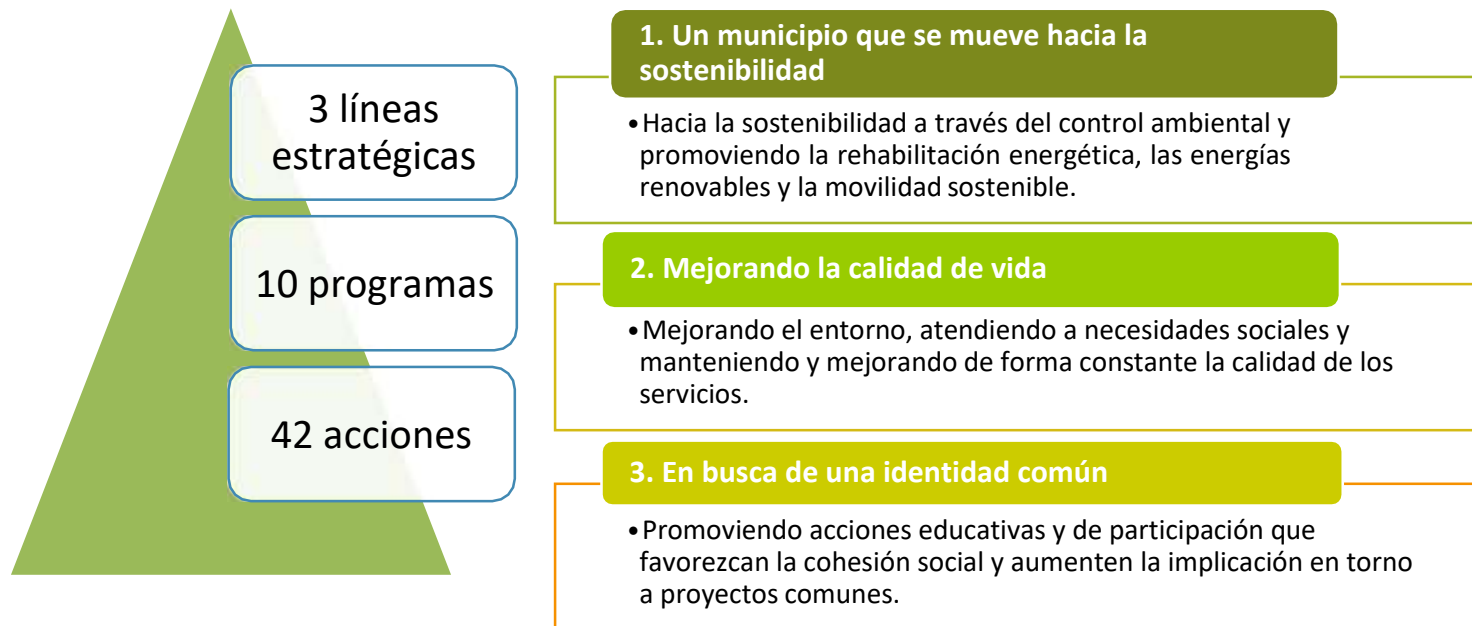 3 líneas
estratégicas
10 programas
42 acciones
1. Un municipio que se mueve hacia la
sostenibilidad
•Hacia la sostenibilidad a través del control ambiental y
promoviendo la rehabilitación energética, las energías
renovables y la movilidad sostenible.
2. Mejorando la calidad de vida
•Mejorando el entorno, atendiendo a necesidades sociales y
manteniendo y mejorando de forma constante la calidad de los
servicios.
3. En busca de una identidad común
•Promoviendo acciones educativas y de participación que
favorezcan la cohesión social y aumenten la implicación en torno
a proyectos comunes.